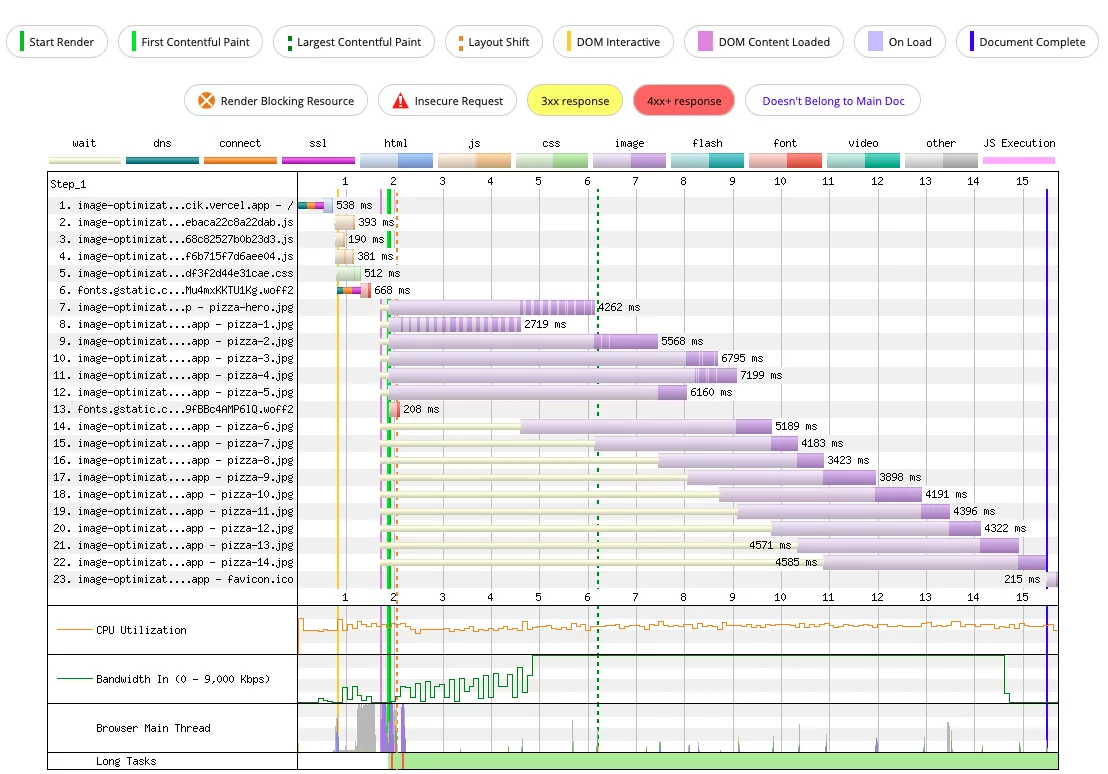 Start Render First Contentful Paint Largest Contentful Paint Layout Shift DOM Interactive DOM Content Loaded On Load Document Complete
Render Blocking Resource Insecure Request 3xx response 4xx+ response Doesn't Belong to Main Doc
wait dns connect ssl html js css image flash font video other JS Execution
Step_1 1 2 3 4 5 6 7 8 9 10 11 12 13 14 15
1. image-optimizat...cik.vercel.app - / 538 ms
2. image-optimizat...ebaca22c8a22dab.js 393 ms
3. image-optimizat...68c82527b0b23d3.js 190 ms
4. image-optimizat...f6b715f7d6aee04.js 381 ms
5. image-optimizat...df3f2d44e31cae.css 512 ms
6. fonts.gstatic.c...Mu4mxKKTU1Kg.woff2 668 ms
7. image-optimizat...p - pizza-hero.jpg 4262 ms
8. image-optimizat....app - pizza-1.jpg 2719 ms
9. image-optimizat....app - pizza-2.jpg 5568 ms
10. image-optimizat....app - pizza-3.jpg 6795 ms
11. image-optimizat....app - pizza-4.jpg 7199 ms
12. image-optimizat....app - pizza-5.jpg 6160 ms
13. fonts.gstatic.c...9fBBc4AMP6lQ.woff2 208 ms
14. image-optimizat....app - pizza-6.jpg 5189 ms
15. image-optimizat....app - pizza-7.jpg 4183 ms
16. image-optimizat....app - pizza-8.jpg 3423 ms
17. image-optimizat....app - pizza-9.jpg 3898 ms
18. image-optimizat...app - pizza-10.jpg 4191 ms
19. image-optimizat...app - pizza-11.jpg 4396 ms
20. image-optimizat...app - pizza-12.jpg 4322 ms
21. image-optimizat...app - pizza-13.jpg 4571 ms
22. image-optimizat...app - pizza-14.jpg 4585 ms
23. image-optimizat....app - favicon.ico 215 ms
1 2 3 4 5 6 7 8 9 10 11 12 13 14 15
CPU Utilization
Bandwidth In (0 - 9,000 Kbps)
Browser Main Thread
Long Tasks